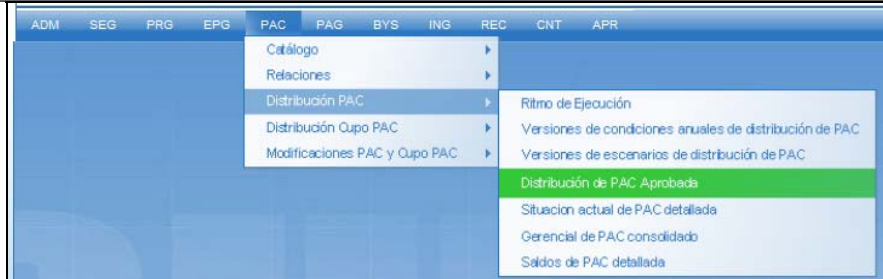 ADM SEG PRG EPG PAC PAG BYS ING REC CNT APR
Catálogo
Relaciones
Distribución PAC
Distribución Cupo PAC
Modificaciones PAC y Cupo PAC
Ritmo de Ejecución
Versiones de condiciones anuales de distribución de PAC
Versiones de escenarios de distribución de PAC
Distribución de PAC Aprobada
Situacion actual de PAC detallada
Gerencial de PAC consolidado
Saldos de PAC detallada